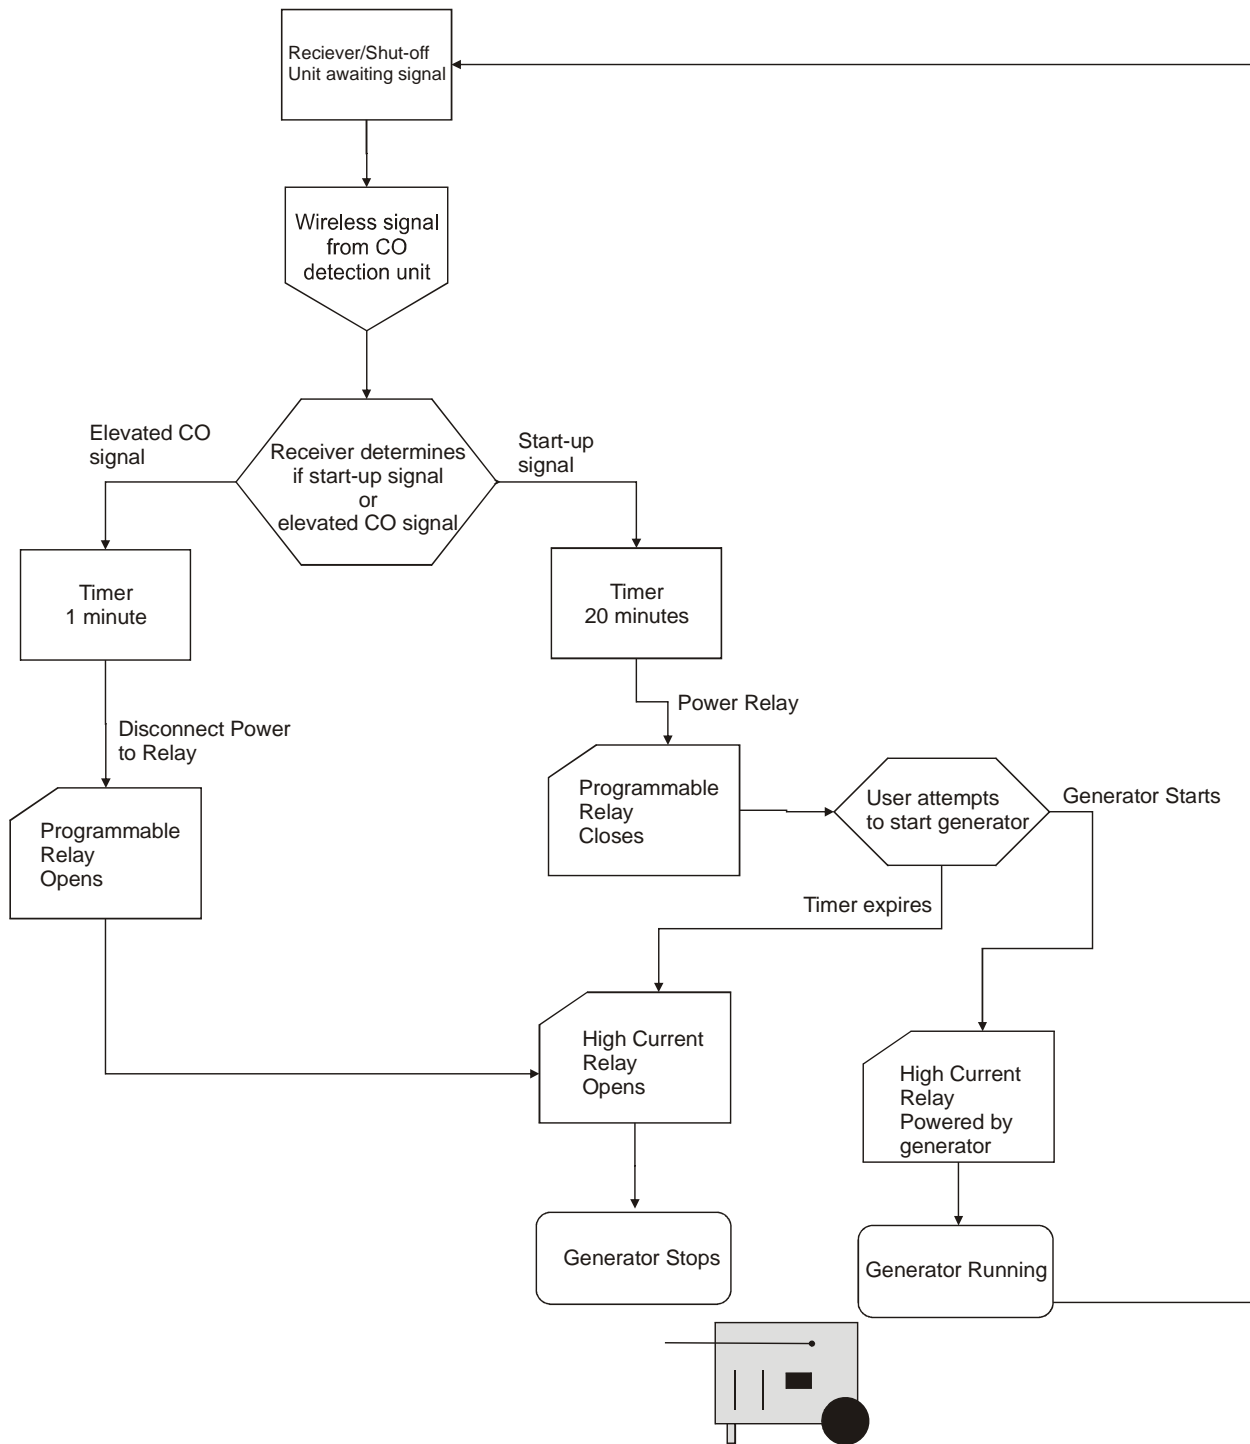 Reciever/Shut-off
Unit awaiting signal
Wireless signal
from CO
detection unit
Elevated CO
signal
Receiver determines
if start-up signal
or
elevated CO signal
Start-up
signal
Timer
1 minute
Timer
20 minutes
Disconnect Power
to Relay
Power Relay
Programmable
Relay
Opens
Programmable
Relay
Closes
User attempts
to start generator
Generator Starts
Timer expires
High Current
Relay
Opens
High Current
Relay
Powered by
generator
Generator Stops
Generator Running